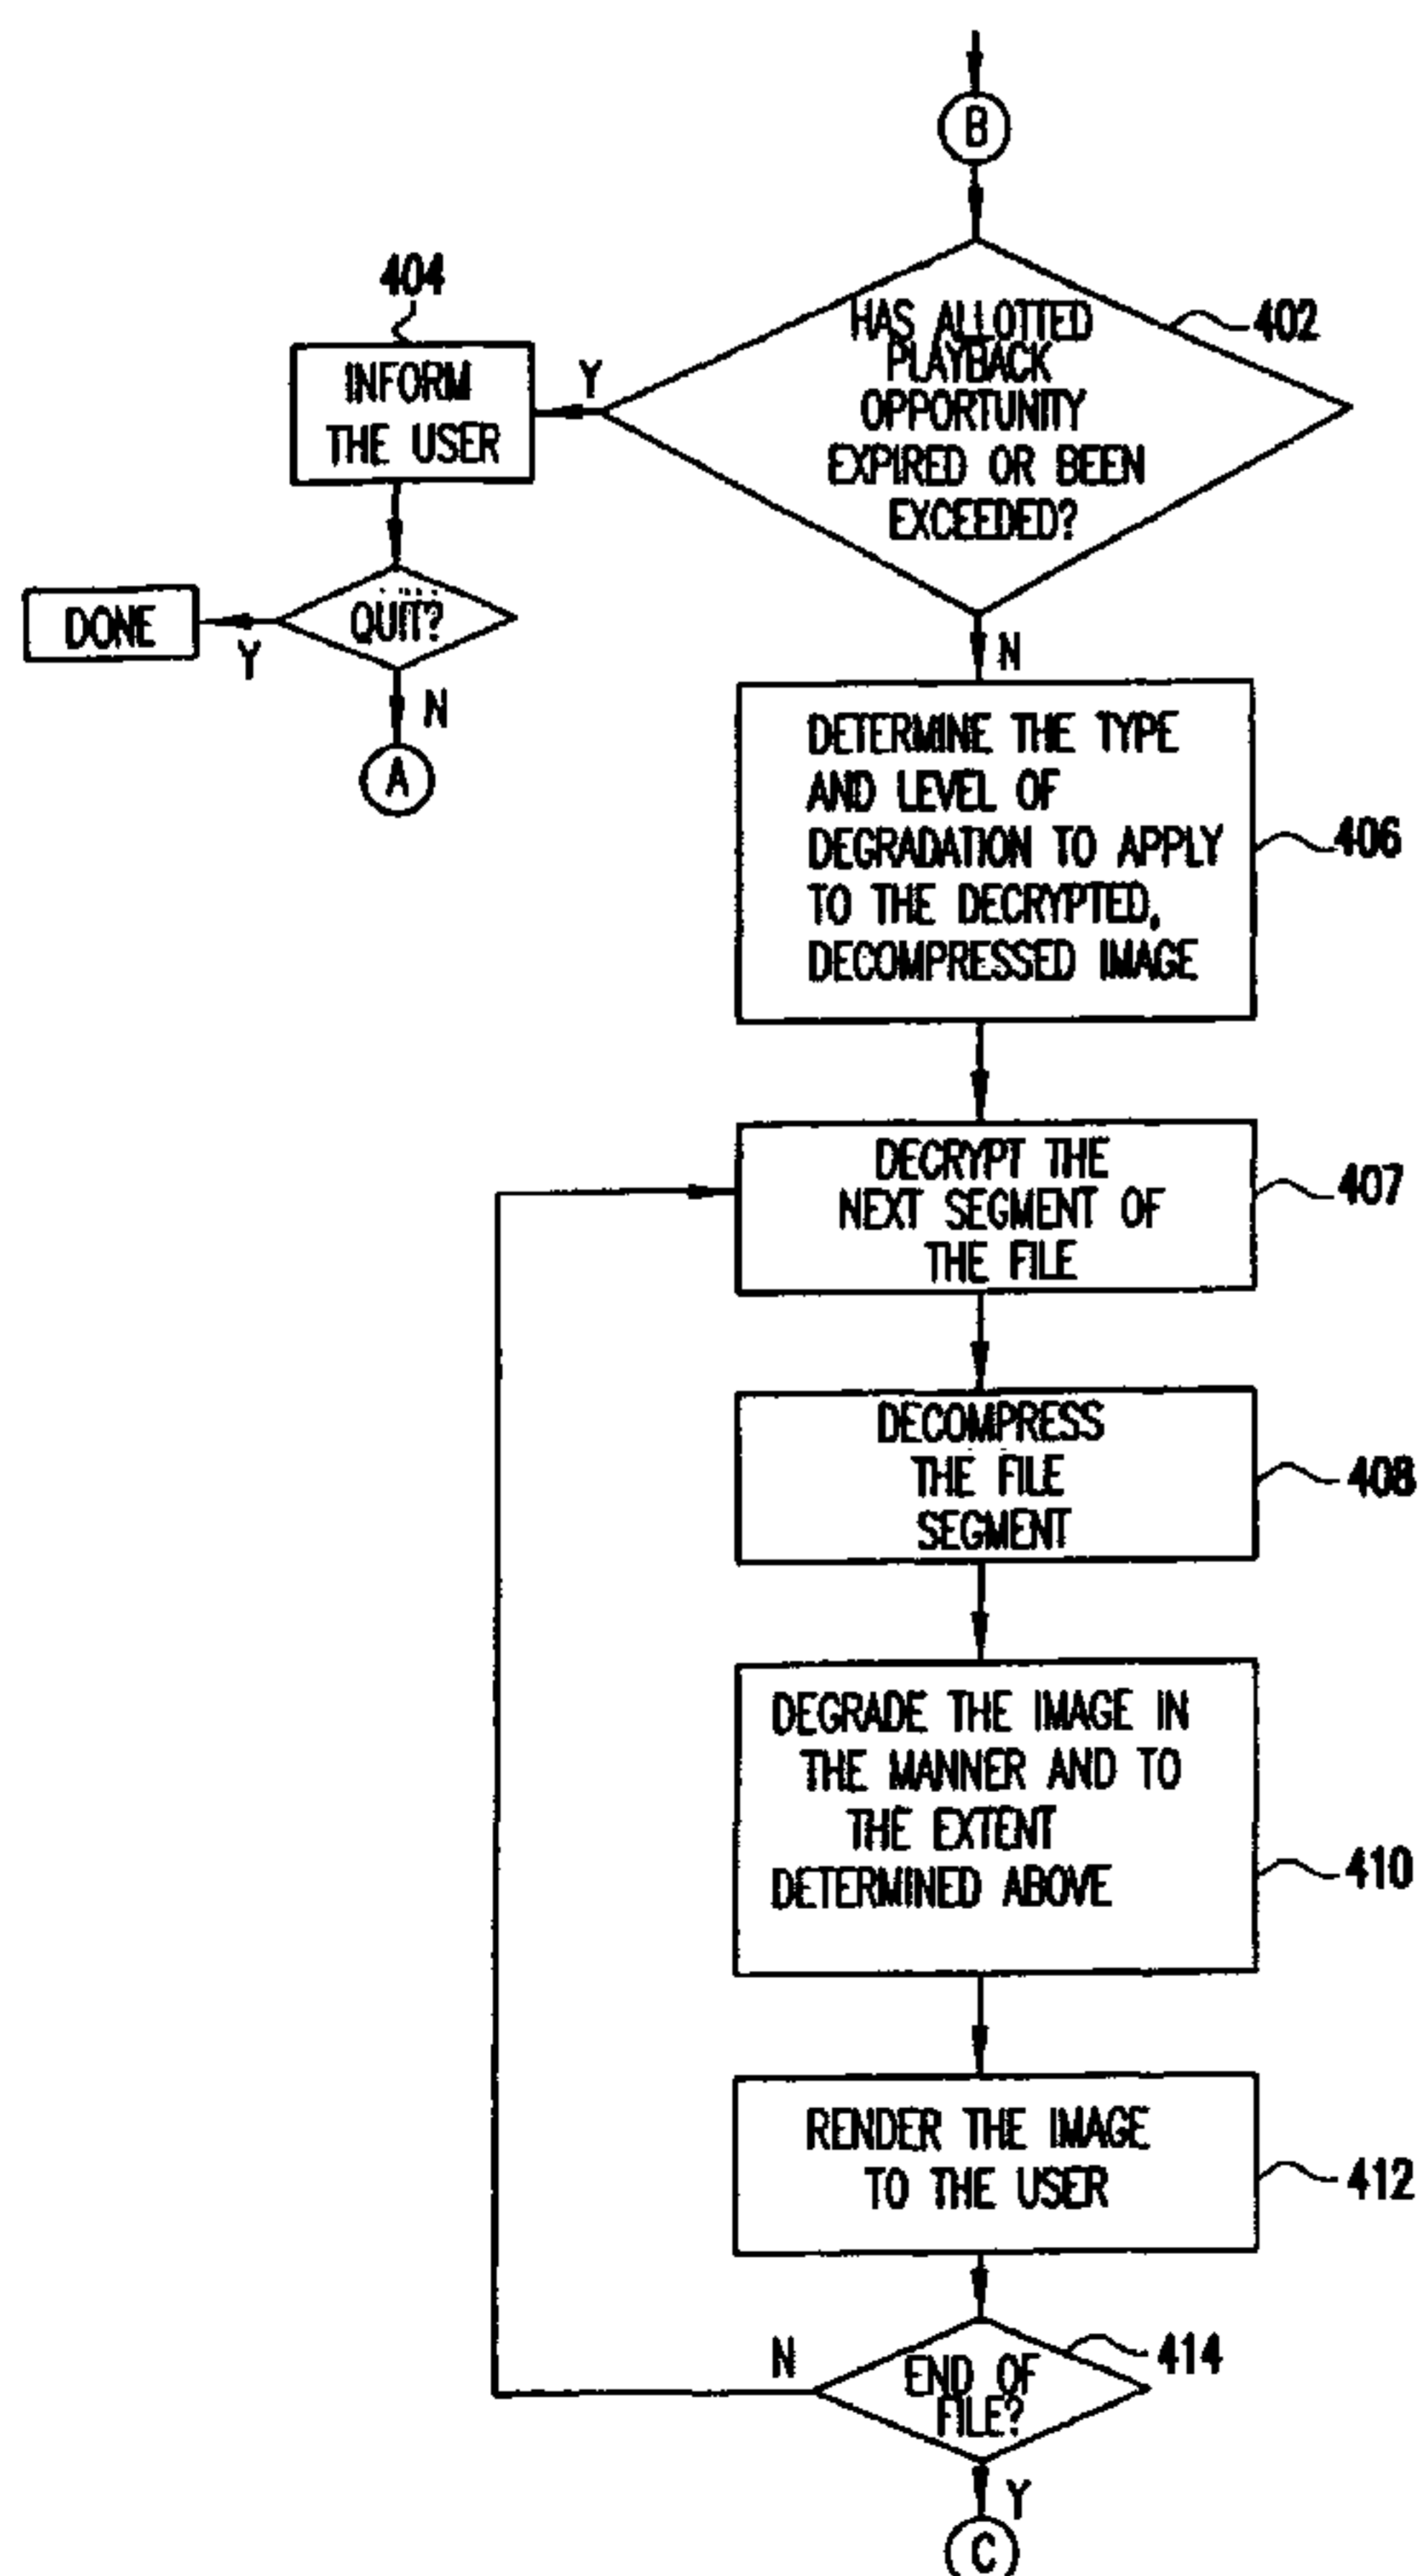 B
HAS ALLOTTED
PLAYBACK
OPPORTUNITY
EXPIRED OR BEEN
EXCEEDED?
402
404
INFORM
THE USER
Y
QUIT?
DONE
Y
N
A
N
DETERMINE THE TYPE
AND LEVEL OF
DEGRADATION TO APPLY
TO THE DECRYPTED,
DECOMPRESSED IMAGE
406
DECRYPT THE
NEXT SEGMENT OF
THE FILE
407
DECOMPRESS
THE FILE
SEGMENT
408
DEGRADE THE IMAGE IN
THE MANNER AND TO
THE EXTENT
DETERMINED ABOVE
410
RENDER THE IMAGE
TO THE USER
412
N
END OF
FILE?
414
Y
C